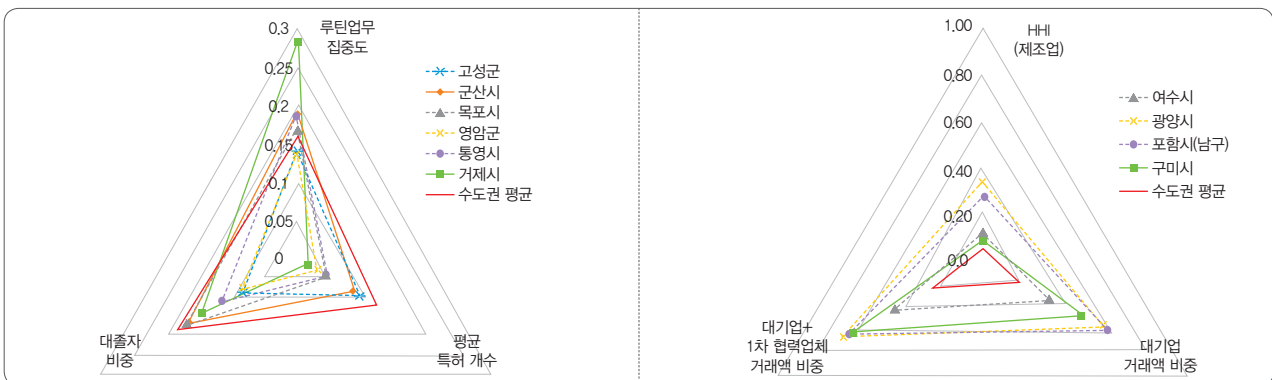 0.3
0.25
0.2
0.15
0.1
0.05
0
루틴업무
집중도
고성군
군산시
목포시
영암군
통영시
거제시
수도권 평균
대졸자
비중
평균
특허 개수
1.00
0.80
0.60
0.40
0.20
0.0
HHI
(제조업)
여수시
광양시
포함시(남구)
구미시
수도권 평균
대기업+
1차 협력업체
거래액 비중
대기업
거래액 비중